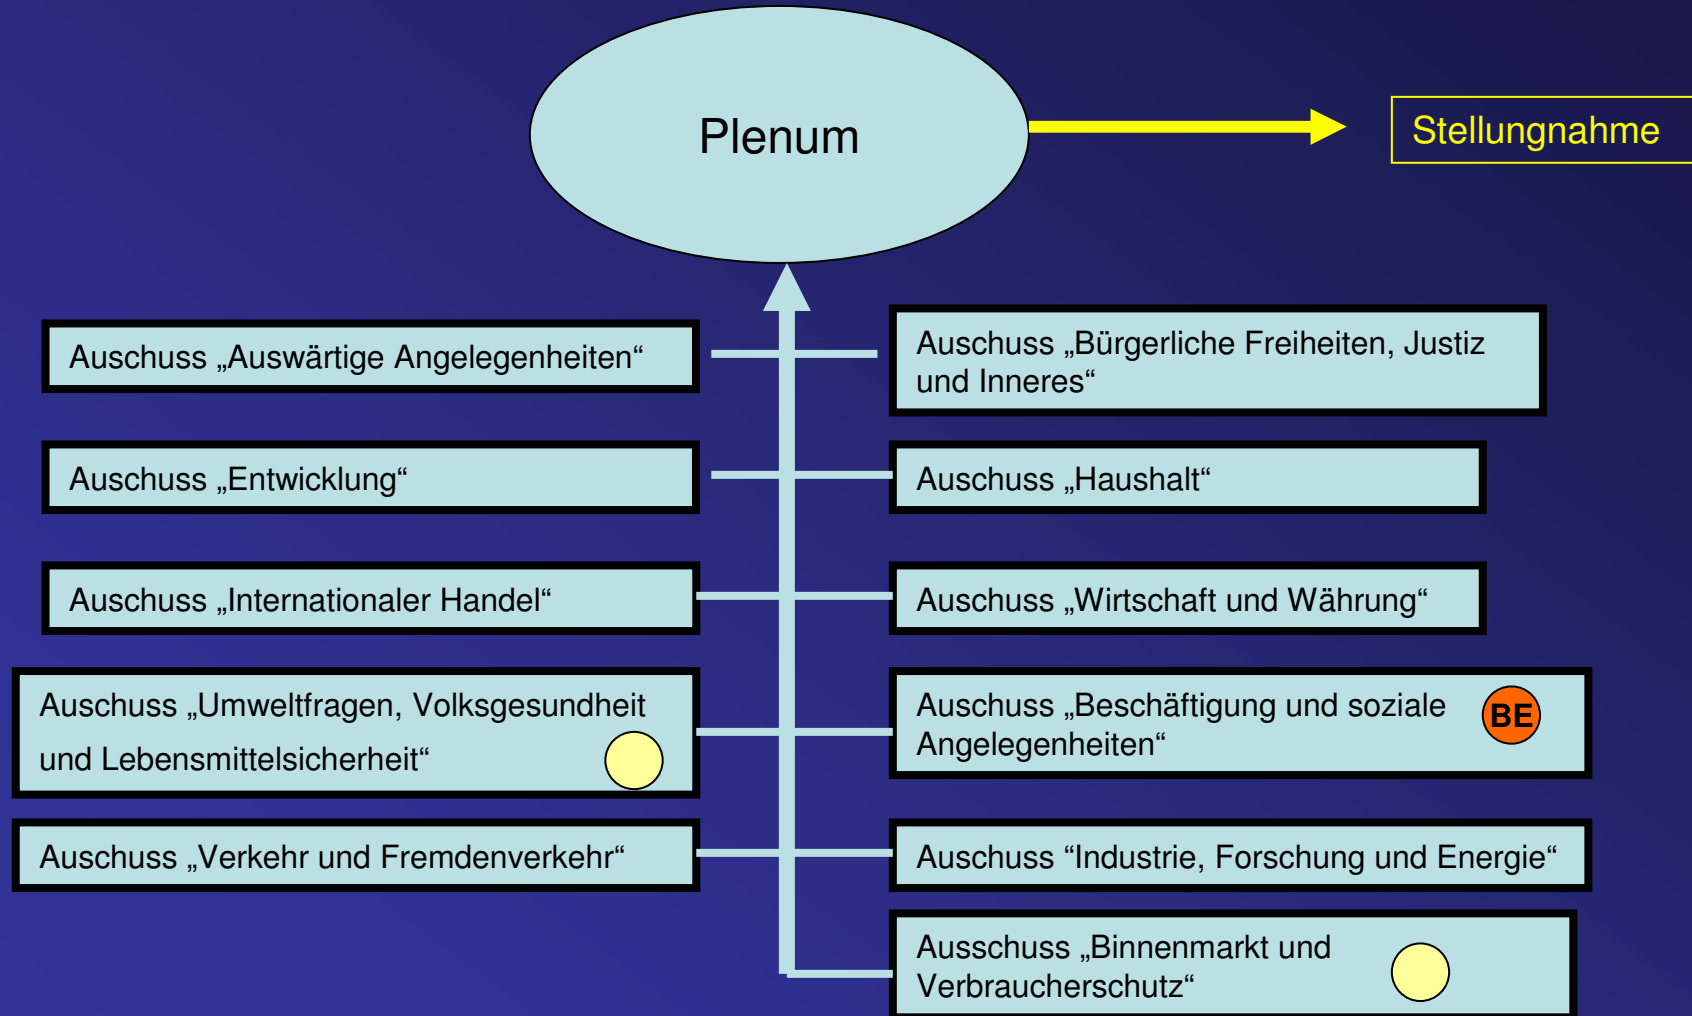 Plenum
Stellungnahme
Auschuss „Auswärtige Angelegenheiten“
Auschuss „Bürgerliche Freiheiten, Justiz
und Inneres“
Auschuss „Entwicklung“
Auschuss „Haushalt“
Auschuss „Internationaler Handel“
Auschuss „Wirtschaft und Währung“
Auschuss „Umweltfragen, Volksgesundheit
und Lebensmittelsicherheit“
Auschuss „Beschäftigung und soziale
Angelegenheiten“
BE
Auschuss „Verkehr und Fremdenverkehr“
Auschuss “Industrie, Forschung und Energie“
Ausschuss „Binnenmarkt und
Verbraucherschutz“